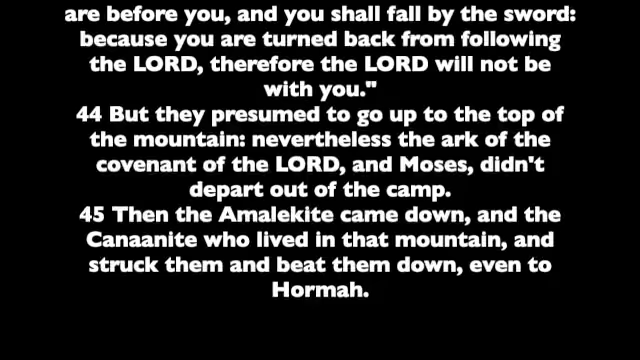 are before you, and you shall fall by the sword:
because you are turned back from following
the LORD, therefore the LORD will not be
with you."
44 But they presumed to go up to the top of
the mountain: nevertheless the ark of the
covenant of the LORD, and Moses, didn't
depart out of the camp.
45 Then the Amalekite came down, and the
Canaanite who lived in that mountain, and
struck them and beat them down, even to
Hormah.